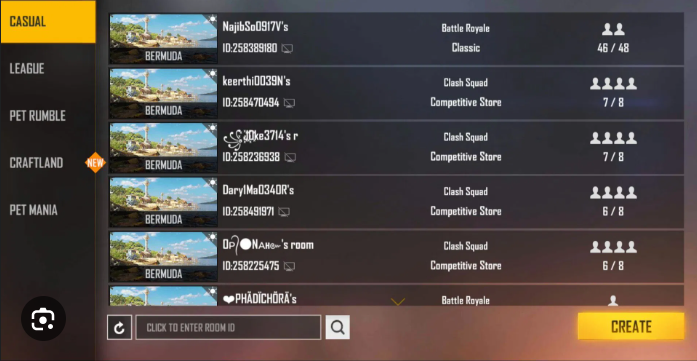 CASUAL
LEAGUE
PET RUMBLE
CRAFTLAND
NEW
PET MANIA
BERMUDA
NajibSo0917V's
ID:258389180
Battle Royale
Classic
46 / 48
BERMUDA
keerthi0039N's
ID:258470494
Clash Squad
Competitive Store
7 / 8
BERMUDA
ID:258236938
Clash Squad
Competitive Store
7 / 8
BERMUDA
ID:258491971
Clash Squad
Competitive Store
6 / 8
BERMUDA
's room
ID:258225475
Clash Squad
Competitive Store
6 / 8
❤PHÄDÏCHÖRÄ's
Battle Royale
CLICK TO ENTER ROOM ID
CREATE